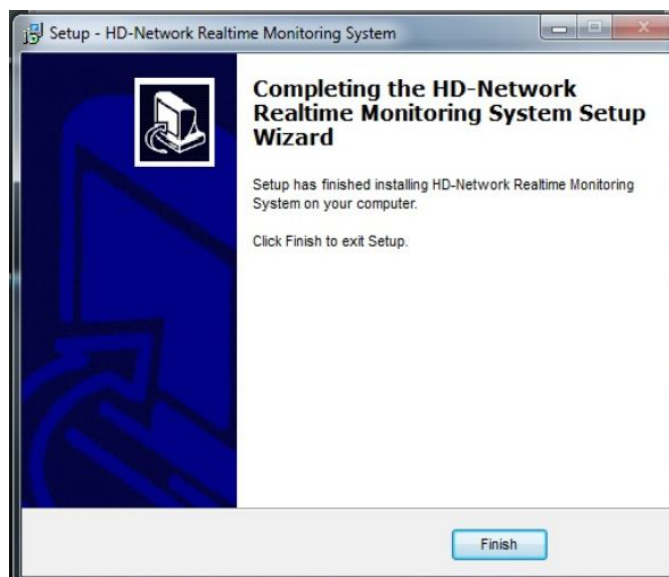 Setup - HD-Network Realtime Monitoring System
Completing the HD-Network
Realtime Monitoring System Setup
Wizard
Setup has finished installing HD-Network Realtime Monitoring
System on your computer.
Click Finish to exit Setup.
Finish